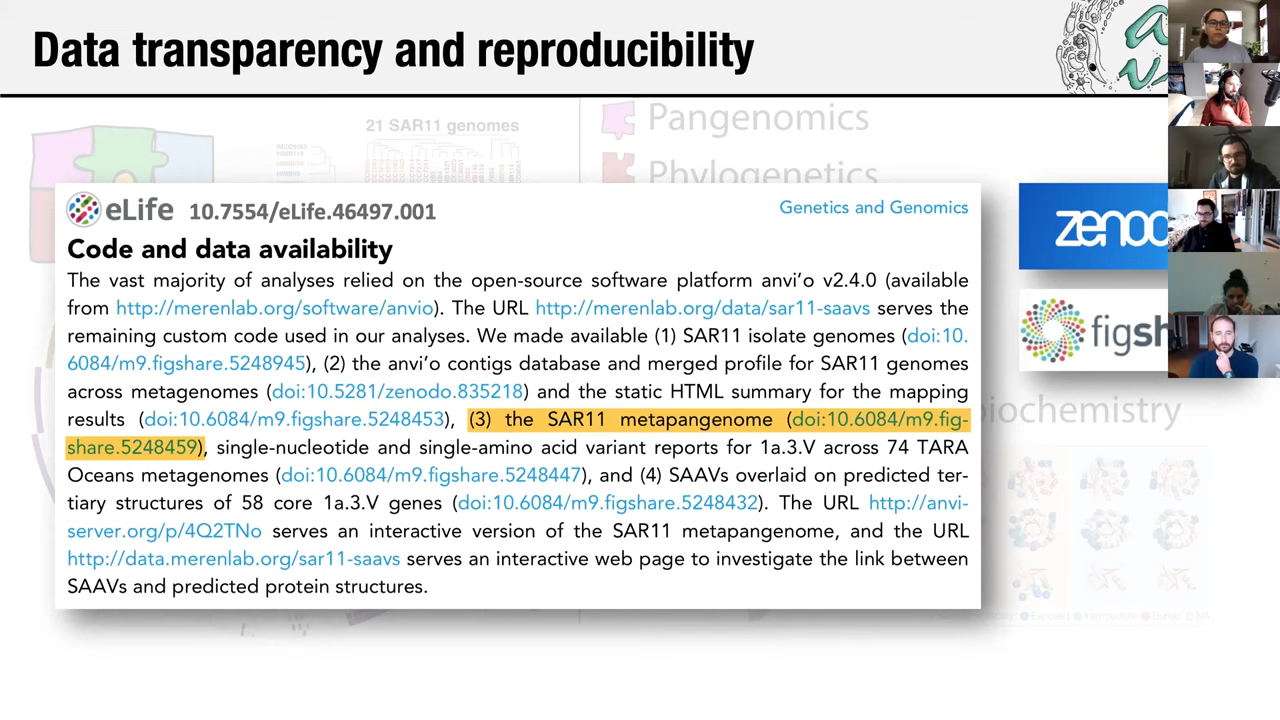 Data transparency and reproducibility
21 SAR11 genomes
Pangenomics
Phylogenetics
eLife 10.7554/eLife.46497.001
Genetics and Genomics
Code and data availability
The vast majority of analyses relied on the open-source software platform anvi’o v2.4.0 (available
from http://merenlab.org/software/anvio). The URL http://merenlab.org/data/sar11-saavs serves the
remaining custom code used in our analyses. We made available (1) SAR11 isolate genomes (doi:10.
6084/m9.figshare.5248945), (2) the anvi’o contigs database and merged profile for SAR11 genomes
across metagenomes (doi:10.5281/zenodo.835218) and the static HTML summary for the mapping
results (doi:10.6084/m9.figshare.5248453), (3) the SAR11 metapangenome (doi:10.6084/m9.fig-
share.5248459), single-nucleotide and single-amino acid variant reports for 1a.3.V across 74 TARA
Oceans metagenomes (doi:10.6084/m9.figshare.5248447), and (4) SAAVs overlaid on predicted ter-
tiary structures of 58 core 1a.3.V genes (doi:10.6084/m9.figshare.5248432). The URL http://anvi-
server.org/p/4Q2TNo serves an interactive version of the SAR11 metapangenome, and the URL
http://data.merenlab.org/sar11-saavs serves an interactive web page to investigate the link between
SAAVs and predicted protein structures.
zenod
figsh
biochemistry
Exposed Intermediate Buried NA